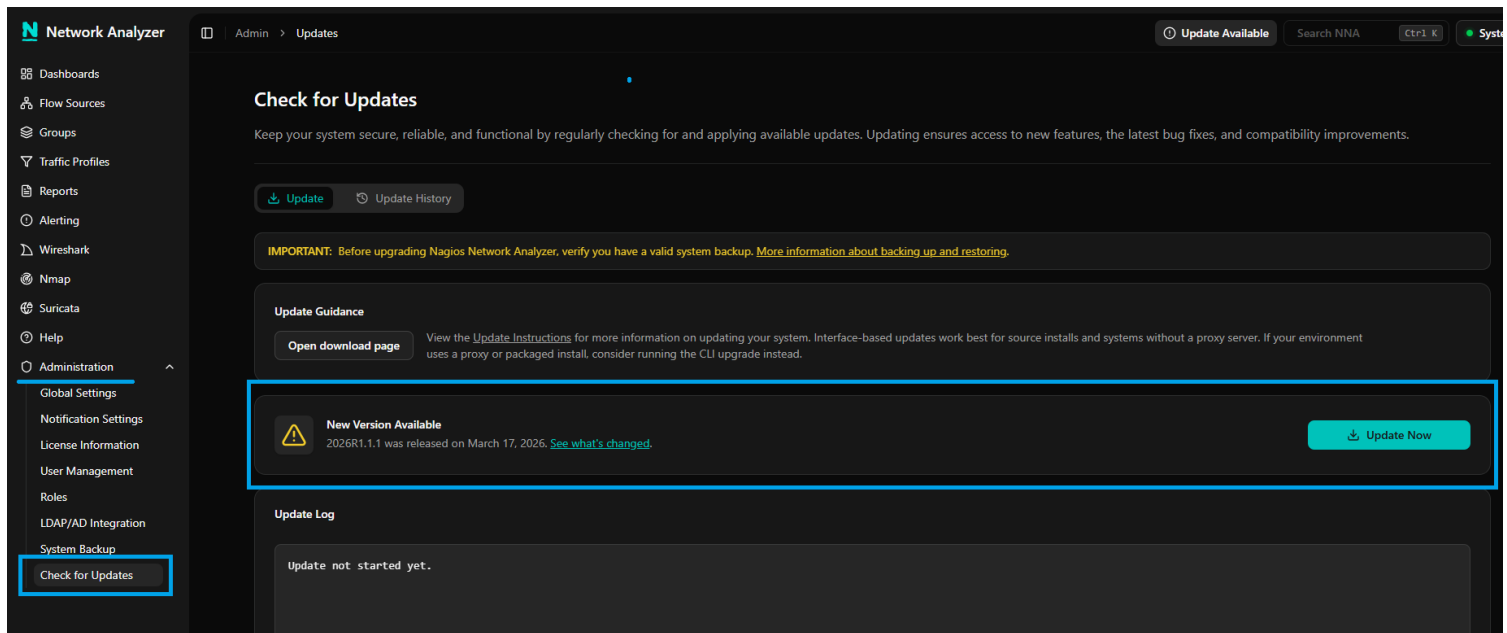 Network Analyzer
Admin > Updates
Update Available
Search NNA
Ctrl K
Dashboards
Flow Sources
Groups
Traffic Profiles
Reports
Alerting
Wireshark
Nmap
Suricata
Help
Administration
Global Settings
Notification Settings
License Information
User Management
Roles
LDAP/AD Integration
System Backup
Check for Updates
Check for Updates
Keep your system secure, reliable, and functional by regularly checking for and applying available updates. Updating ensures access to new features, the latest bug fixes, and compatibility improvements.
Update
Update History
IMPORTANT: Before upgrading Nagios Network Analyzer, verify you have a valid system backup. More information about backing up and restoring.
Update Guidance
Open download page
View the Update Instructions for more information on updating your system. Interface-based updates work best for source installs and systems without a proxy server. If your environment
uses a proxy or packaged install, consider running the CLI upgrade instead.
New Version Available
2026R1.1.1 was released on March 17, 2026. See what's changed.
Update Now
Update Log
Update not started yet.